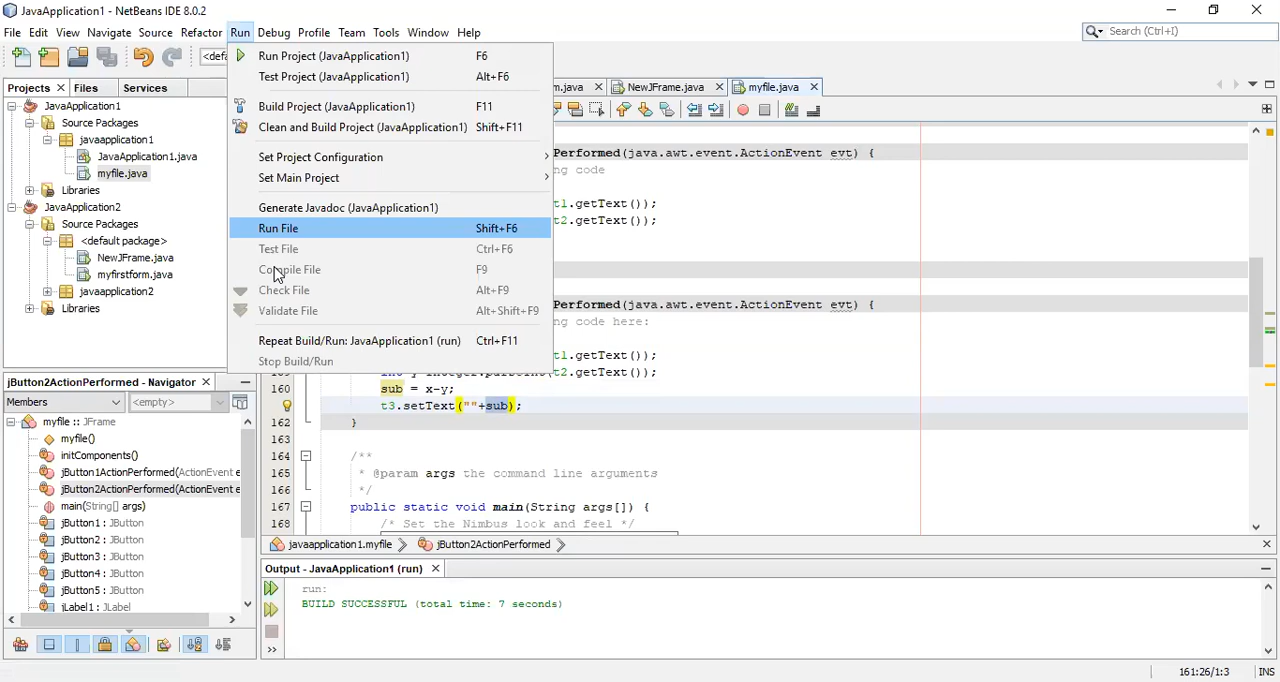 JavaApplication1 - NetBeans IDE 8.0.2
File Edit View Navigate Source Refactor Run Debug Profile Team Tools Window Help
Search (Ctrl+I)
<def
Run Project (JavaApplication1) F6
Test Project (JavaApplication1) Alt+F6
Build Project (JavaApplication1) F11
Clean and Build Project (JavaApplication1) Shift+F11
Set Project Configuration
Set Main Project
Generate Javadoc (JavaApplication1)
Run File Shift+F6
Test File Ctrl+F6
Compile File F9
Check File Alt+F9
Validate File Alt+Shift+F9
Repeat Build/Run: JavaApplication1 (run) Ctrl+F11
Stop Build/Run
Projects Files Services
JavaApplication1
Source Packages
javaapplication1
JavaApplication1.java
myfile.java
Libraries
JavaApplication2
Source Packages
<default package>
NewJFrame.java
myfirstform.java
javaapplication2
Libraries
m.java NewJFrame.java myfile.java
Performed(java.awt.event.ActionEvent evt) {
ng code
t1.getText());
t2.getText());
Performed(java.awt.event.ActionEvent evt) {
ng code here:
t1.getText());
t2.getText());
160 sub = x-y;
t3.setText(""+sub);
162 }
163
164 /**
165 * @param args the command line arguments
166 */
167 public static void main(String args[]) {
168 /* Set the Nimbus look and feel */
javaapplication1.myfile jButton2ActionPerformed
jButton2ActionPerformed - Navigator
Members <empty>
myfile :: JFrame
myfile()
initComponents()
jButton1ActionPerformed(ActionEvent e
jButton2ActionPerformed(ActionEvent e
main(String[] args)
jButton1 : JButton
jButton2 : JButton
jButton3 : JButton
jButton4 : JButton
jButton5 : JButton
jLabel1 : JLabel
Output - JavaApplication1 (run)
run:
BUILD SUCCESSFUL (total time: 7 seconds)
161:26/1:3 INS